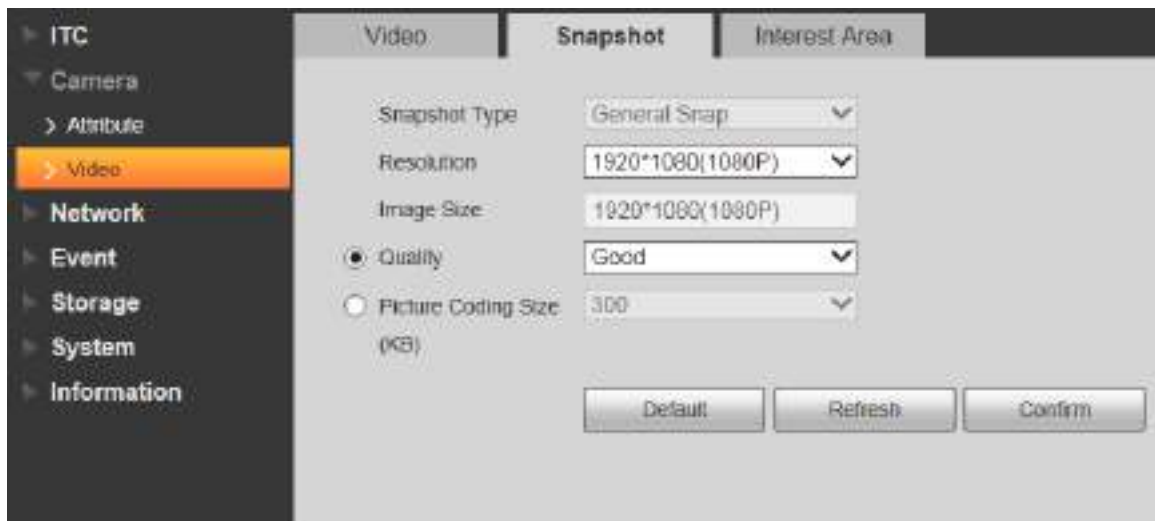 ITC
Camera
Attribute
Video
Network
Event
Storage
System
Information
Video Snapshot Interest Area
Snapshot Type General Snap
Resolution 1920*1080(1080P)
Image Size 1920*1080(1080P)
Quality Good
Picture Coding Size 300
(KB)
Default Refresh Confirm